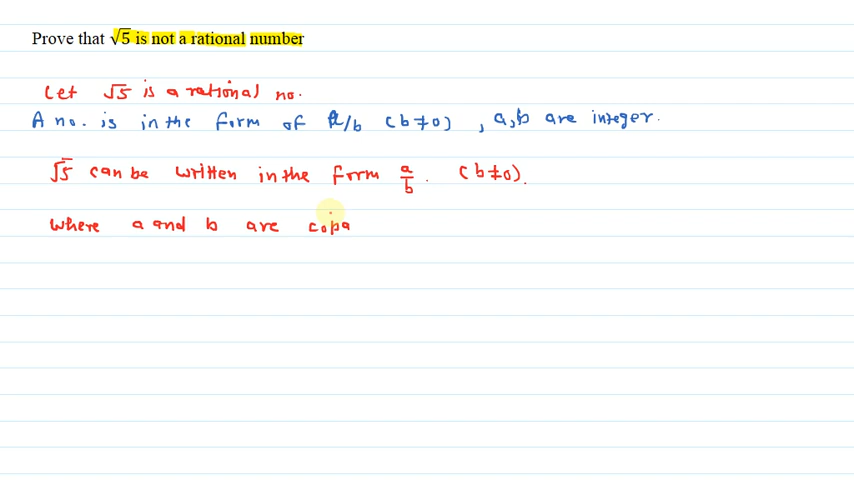 Prove that √5 is not a rational number
Let √5 is a rational no.
A no. is in the form of a/b (b≠0), a,b are integer.
√5 can be written in the form a/b. (b≠0).
where a and b are copa